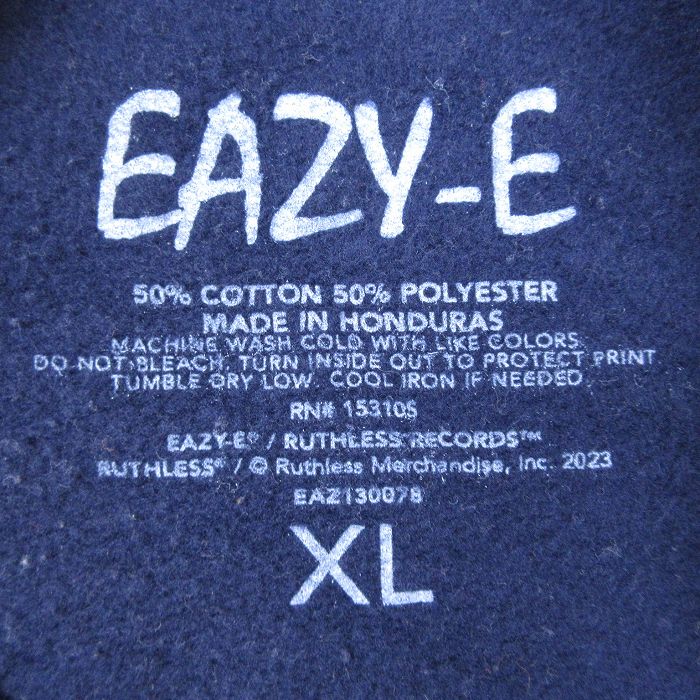 EAZY-E
50% COTTON 50% POLYESTER
MADE IN HONDURAS
MACHINE WASH COLD WITH LIKE COLORS.
DO NOT BLEACH. TURN INSIDE OUT TO PROTECT PRINT
TUMBLE DRY LOW. COOL IRON IF NEEDED.
RN# 153105
EAZY-E® / RUTHLESS RECORDS™
RUTHLESS® / © Ruthless Merchandise, Inc. 2023
EAZ130078
XL